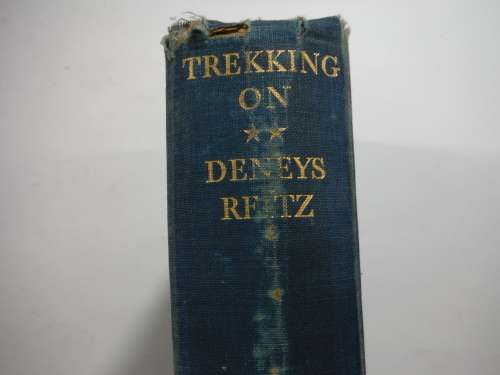 TREKKING
ON
★★
DENEYS
REITZ